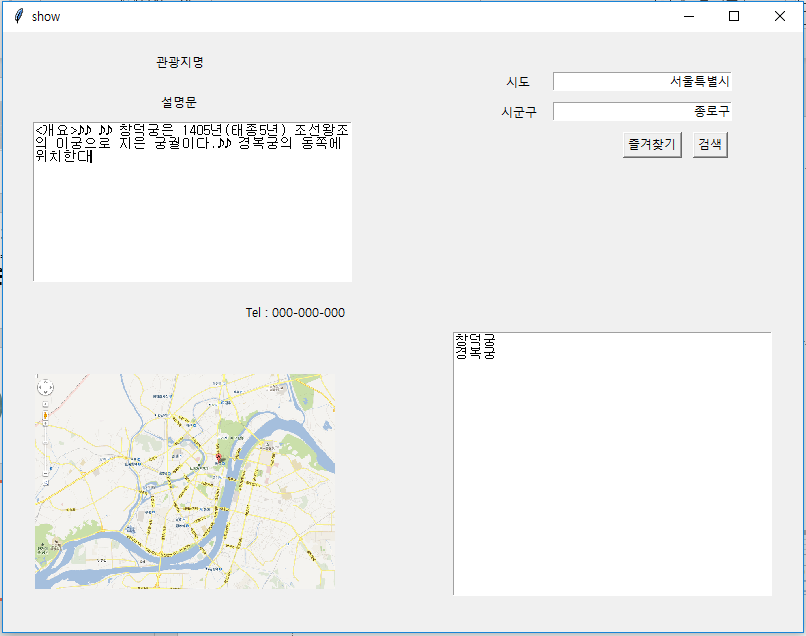 show
관광지명
설명문
<개요>♪♪ ♪♪ 창덕궁은 1405년(태종5년) 조선왕조
의 이궁으로 지은 궁궐이다.♪♪ 경복궁의 동쪽에
위치한다
Tel : 000-000-000
시도
서울특별시
시군구
종로구
즐겨찾기
검색
창덕궁
경복궁